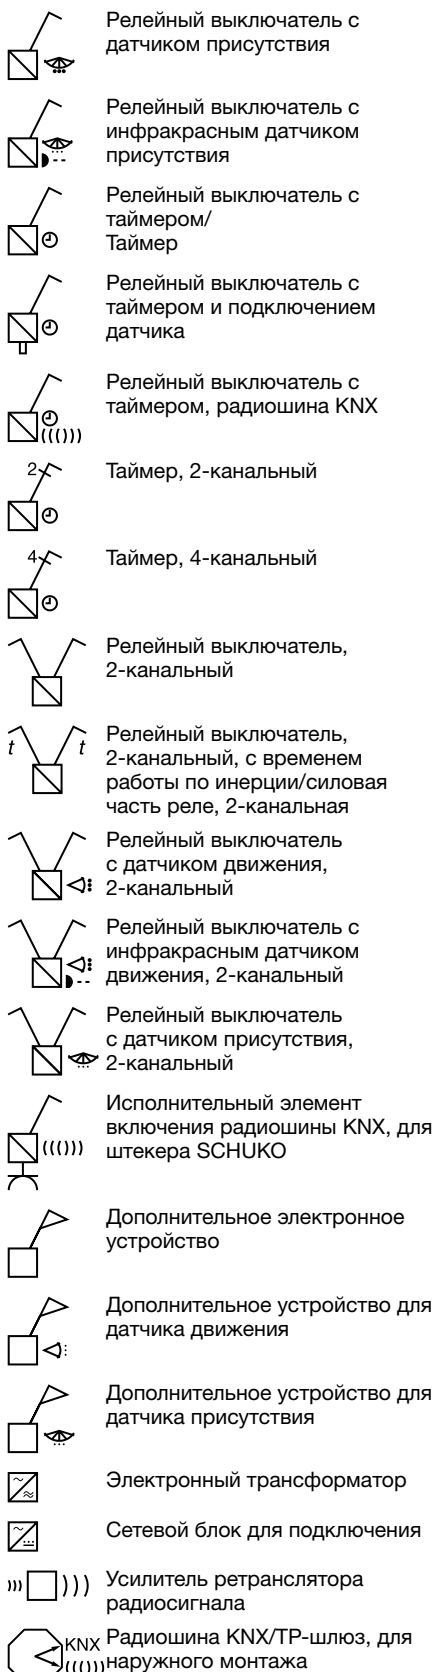 Релейный выключатель с
датчиком присутствия
Релейный выключатель с
инфракрасным датчиком
присутствия
Релейный выключатель с
таймером/
Таймер
Релейный выключатель с
таймером и подключением
датчика
Релейный выключатель с
таймером, радиошина KNX
2
Таймер, 2-канальный
4
Таймер, 4-канальный
Релейный выключатель,
2-канальный
t t
Релейный выключатель,
2-канальный, с временем
работы по инерции/силовая
часть реле, 2-канальная
Релейный выключатель
с датчиком движения,
2-канальный
Релейный выключатель с
инфракрасным датчиком
движения, 2-канальный
Релейный выключатель
с датчиком присутствия,
2-канальный
Исполнительный элемент
включения радиошины KNX, для
штекера SCHUKO
Дополнительное электронное
устройство
Дополнительное устройство для
датчика движения
Дополнительное устройство для
датчика присутствия
Электронный трансформатор
Сетевой блок для подключения
Усилитель ретранслятора
радиосигнала
KNX
Радиошина KNX/TP-шлюз, для
наружного монтажа